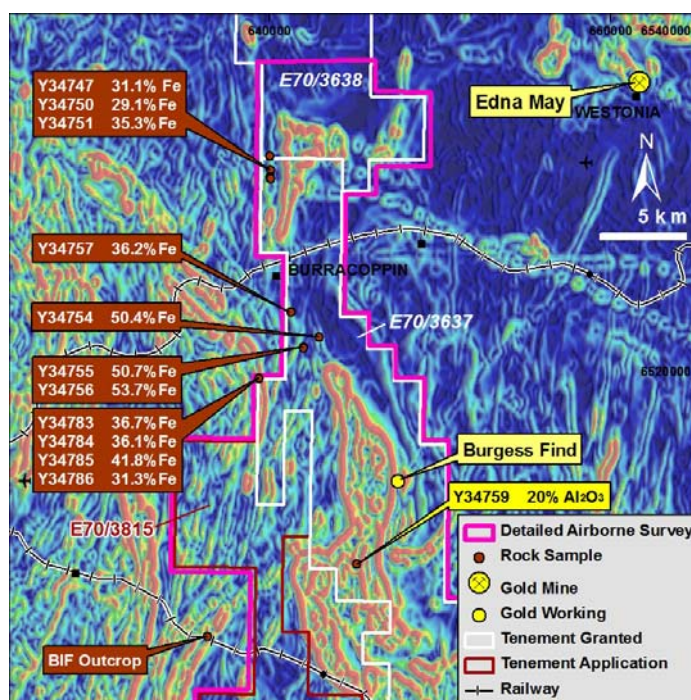 640000
660000
6540000
E70/3638
Y34747 31.1% Fe
Y34750 29.1% Fe
Y34751 35.3% Fe
Edna May
WESTONIA
N
5 km
Y34757 36.2% Fe
BURRACOPPIN
Y34754 50.4% Fe
E70/3637
Y34755 50.7% Fe
Y34756 53.7% Fe
6520000
Y34783 36.7% Fe
Y34784 36.1% Fe
Y34785 41.8% Fe
Y34786 31.3% Fe
Burgess Find
Y34759 20% Al2O3
E70/3815
BIF Outcrop
Detailed Airborne Survey
Rock Sample
Gold Mine
Gold Working
Tenement Granted
Tenement Application
Railway